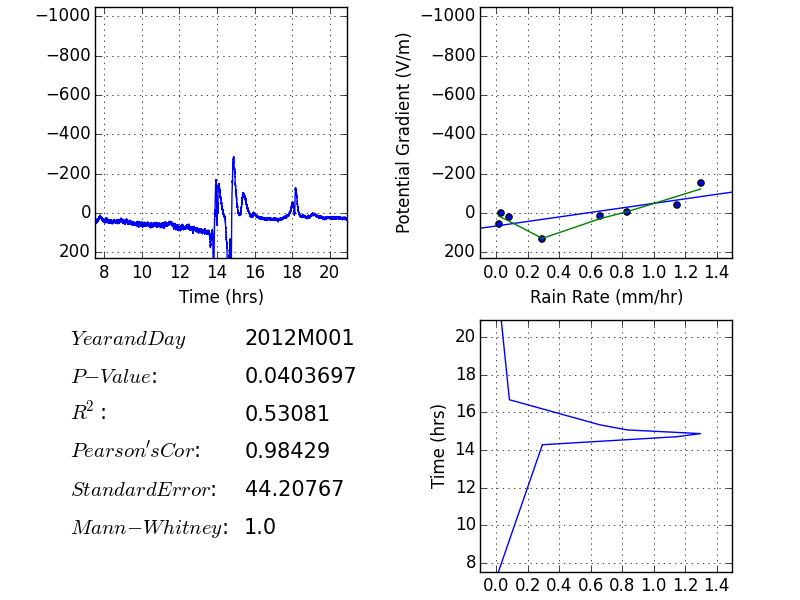 −1000
−800
−600
−400
−200
0
200
8 10 12 14 16 18 20
Time (hrs)
Potential Gradient (V/m)
−1000
−800
−600
−400
−200
0
200
0.0 0.2 0.4 0.6 0.8 1.0 1.2 1.4
Rain Rate (mm/hr)
YearandDay 2012M001
P−Value: 0.0403697
R²: 0.53081
Pearson′sCor: 0.98429
StandardError: 44.20767
Mann−Whitney: 1.0
Time (hrs)
20
18
16
14
12
10
8
0.0 0.2 0.4 0.6 0.8 1.0 1.2 1.4